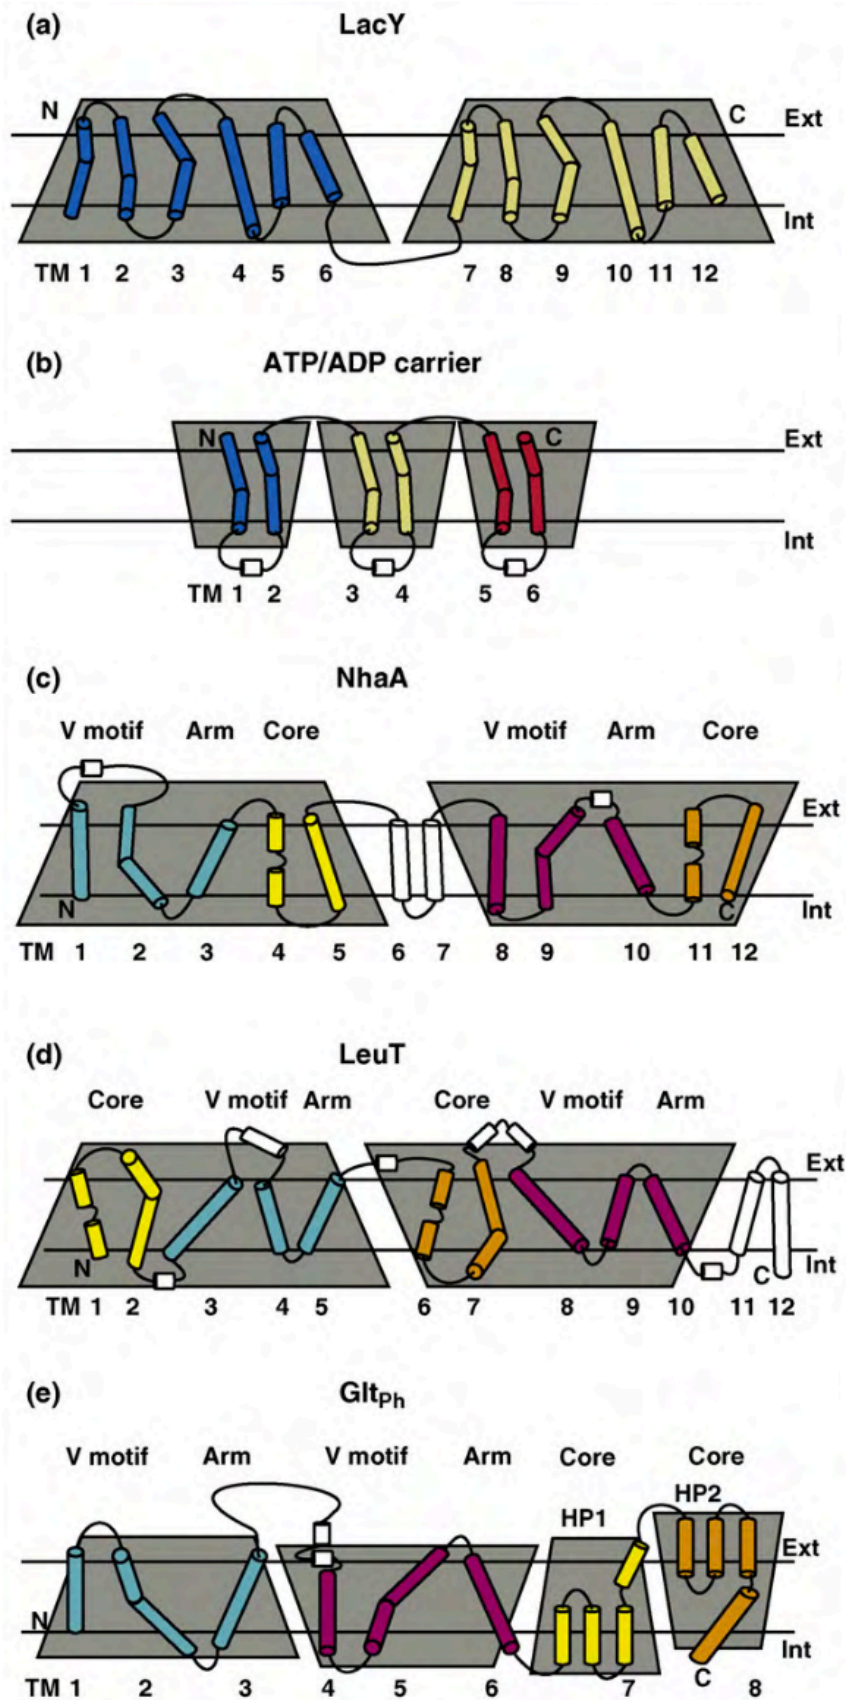 (a) LacY
N C Ext
Int
TM 1 2 3 4 5 6 7 8 9 10 11 12
(b) ATP/ADP carrier
N C Ext
Int
TM 1 2 3 4 5 6
(c) NhaA
V motif Arm Core V motif Arm Core
Ext
N C Int
TM 1 2 3 4 5 6 7 8 9 10 11 12
(d) LeuT
Core V motif Arm Core V motif Arm
Ext
N C Int
TM 1 2 3 4 5 6 7 8 9 10 11 12
(e) GltPh
V motif Arm V motif Arm Core Core
HP1 HP2
Ext
N Int
C
TM 1 2 3 4 5 6 7 8